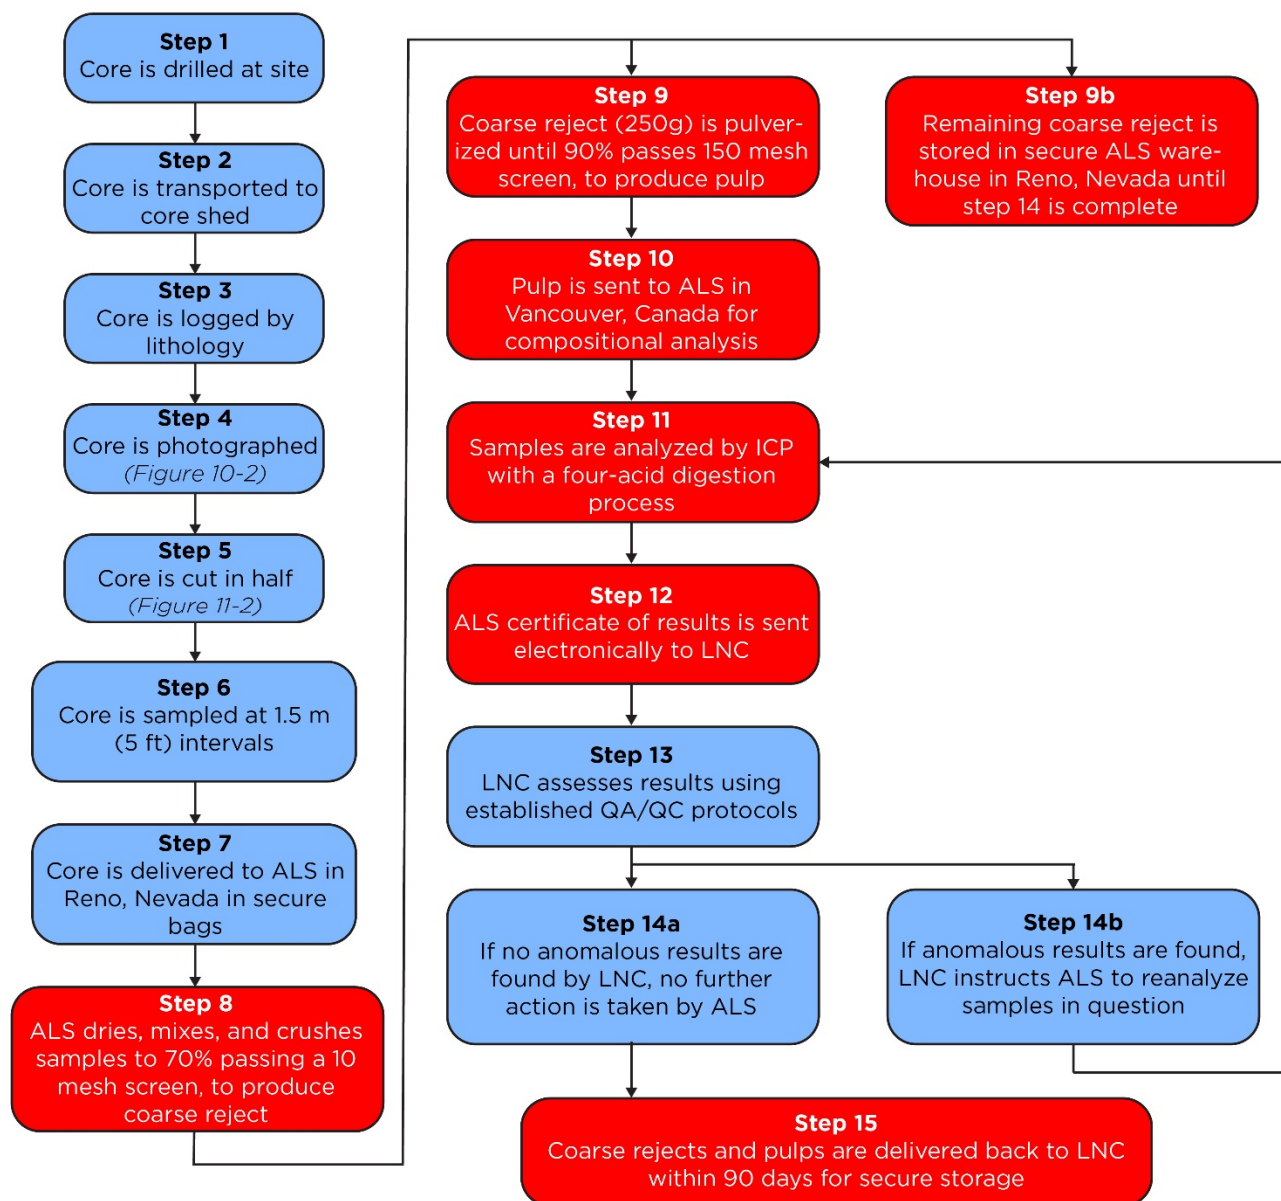 Step 1
Core is drilled at site
Step 2
Core is transported to
core shed
Step 3
Core is logged by
lithology
Step 4
Core is photographed
(Figure 10-2)
Step 5
Core is cut in half
(Figure 11-2)
Step 6
Core is sampled at 1.5 m
(5 ft) intervals
Step 7
Core is delivered to ALS in
Reno, Nevada in secure
bags
Step 8
ALS dries, mixes, and crushes
samples to 70% passing a 10
mesh screen, to produce
coarse reject
Step 9
Coarse reject (250g) is pulver-
ized until 90% passes 150 mesh
screen, to produce pulp
Step 9b
Remaining coarse reject is
stored in secure ALS ware-
house in Reno, Nevada until
step 14 is complete
Step 10
Pulp is sent to ALS in
Vancouver, Canada for
compositional analysis
Step 11
Samples are analyzed by ICP
with a four-acid digestion
process
Step 12
ALS certificate of results is sent
electronically to LNC
Step 13
LNC assesses results using
established QA/QC protocols
Step 14a
If no anomalous results are
found by LNC, no further
action is taken by ALS
Step 14b
If anomalous results are found,
LNC instructs ALS to reanalyze
samples in question
Step 15
Coarse rejects and pulps are delivered back to LNC
within 90 days for secure storage